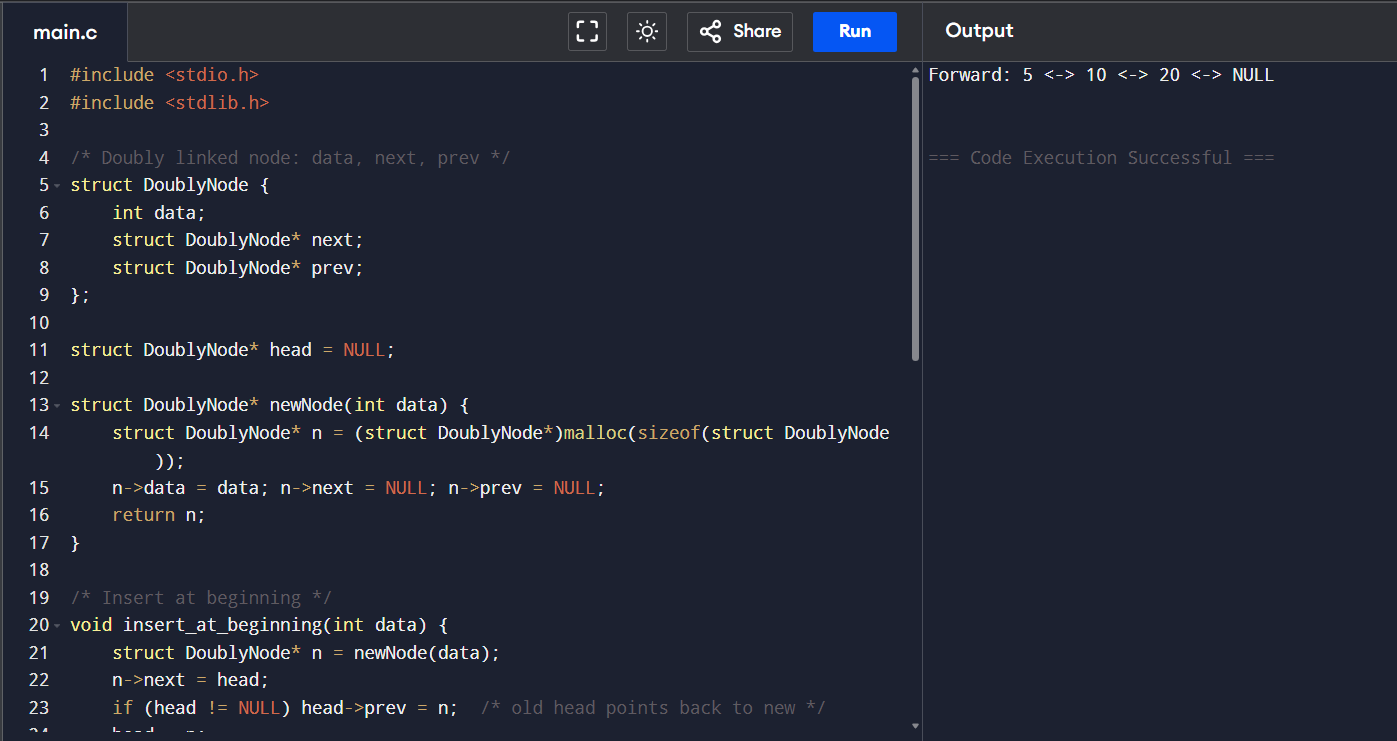 main.c
Share
Run
Output
1 #include <stdio.h>
2 #include <stdlib.h>
3
4 /* Doubly linked node: data, next, prev */
5 struct DoublyNode {
6     int data;
7     struct DoublyNode* next;
8     struct DoublyNode* prev;
9 };
10
11 struct DoublyNode* head = NULL;
12
13 struct DoublyNode* newNode(int data) {
14     struct DoublyNode* n = (struct DoublyNode*)malloc(sizeof(struct DoublyNode
));
15     n->data = data; n->next = NULL; n->prev = NULL;
16     return n;
17 }
18
19 /* Insert at beginning */
20 void insert_at_beginning(int data) {
21     struct DoublyNode* n = newNode(data);
22     n->next = head;
23     if (head != NULL) head->prev = n;  /* old head points back to new */
Forward: 5 <-> 10 <-> 20 <-> NULL
=== Code Execution Successful ===